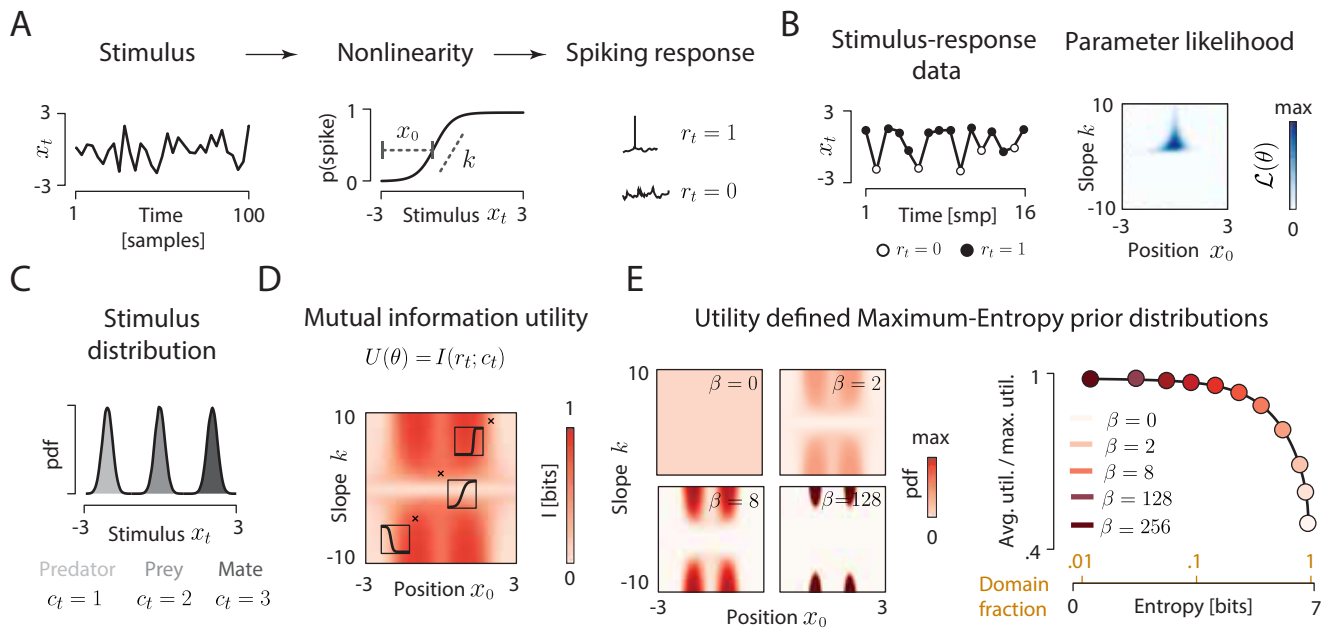 A
Stimulus
Nonlinearity
Spiking response
3
x_t
-3
1
Time
[samples]
100
p(spike)
1
0
x_0
k
-3
Stimulus x_t
3
r_t = 1
r_t = 0
B
Stimulus-response
data
3
x_t
-3
1
Time [smp]
16
r_t = 0
r_t = 1
Parameter likelihood
10
Slope k
-10
-3
3
Position x_0
max
ℒ(θ)
0
C
Stimulus
distribution
pdf
-3
3
Stimulus x_t
Predator Prey Mate
c_t = 1 c_t = 2 c_t = 3
D
Mutual information utility
U(θ) = I(r_t; c_t)
10
Slope k
-10
-3
Position x_0
3
1
I [bits]
0
E
Utility defined Maximum-Entropy prior distributions
10
β = 0
β = 2
Slope k
β = 8
β = 128
-10
-3
Position x_0
3
max
pdf
0
1
Avg. util. / max. util.
.4
β = 0
β = 2
β = 8
β = 128
β = 256
.01
.1
1
Domain
fraction
0
Entropy [bits]
7